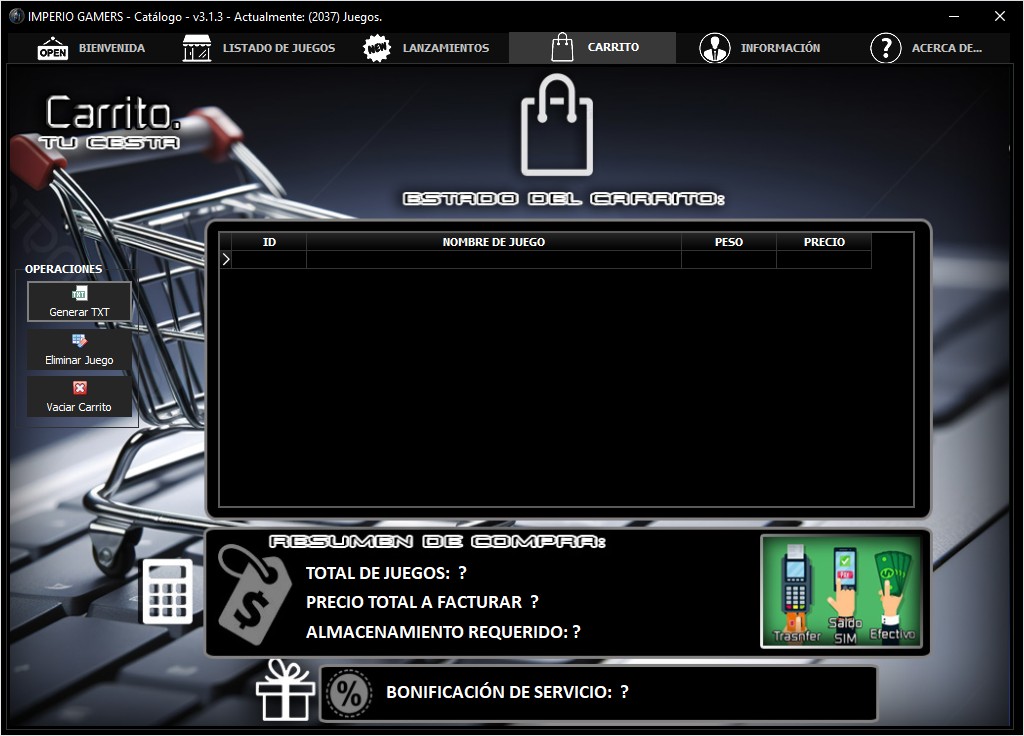 IMPERIO GAMERS - Catálogo - v3.1.3 - Actualmente: (2037) Juegos.
OPEN BIENVENIDA LISTADO DE JUEGOS NEW LANZAMIENTOS CARRITO INFORMACIÓN ? ACERCA DE...
Carrito.
TU CESTA
ESTADO DEL CARRITO:
ID NOMBRE DE JUEGO PESO PRECIO
OPERACIONES
TXT
Generar TXT
Eliminar Juego
Vaciar Carrito
RESUMEN DE COMPRA:
TOTAL DE JUEGOS: ?
PRECIO TOTAL A FACTURAR ?
ALMACENAMIENTO REQUERIDO: ?
$
Trasnfer
Saldo
SIM
Efectivo
% BONIFICACIÓN DE SERVICIO: ?